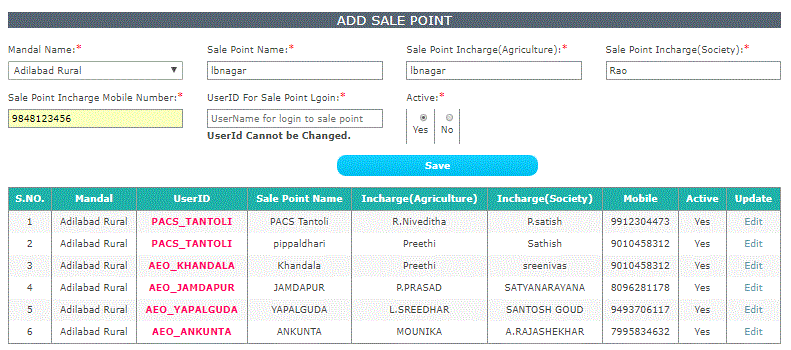 ADD SALE POINT
Mandal Name:* Sale Point Name:* Sale Point Incharge(Agriculture):* Sale Point Incharge(Society):*
Adilabad Rural lbnagar lbnagar Rao
Sale Point Incharge Mobile Number:* UserID For Sale Point Lgoin:* Active:*
9848123456 UserName for login to sale point Yes No
UserId Cannot be Changed.
Save
S.NO. Mandal UserID Sale Point Name Incharge(Agriculture) Incharge(Society) Mobile Active Update
1 Adilabad Rural PACS_TANTOLI PACS Tantoli R.Niveditha P.satish 9912304473 Yes Edit
2 Adilabad Rural PACS_TANTOLI pippaldhari Preethi Sathish 9010458312 Yes Edit
3 Adilabad Rural AEO_KHANDALA Khandala Preethi sreenivas 9010458312 Yes Edit
4 Adilabad Rural AEO_JAMDAPUR JAMDAPUR P.PRASAD SATYANARAYANA 8096281178 Yes Edit
5 Adilabad Rural AEO_YAPALGUDA YAPALGUDA L.SREEDHAR SANTOSH GOUD 9493706117 Yes Edit
6 Adilabad Rural AEO_ANKUNTA ANKUNTA MOUNIKA A.RAJASHEKHAR 7995834632 Yes Edit